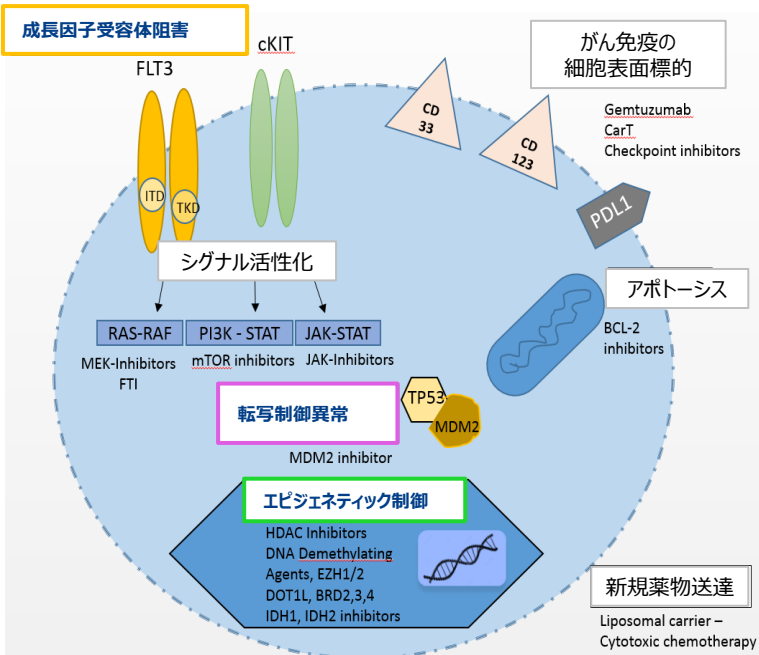 成長因子受容体阻害
cKIT
FLT3
がん免疫の
細胞表面標的
CD
33
CD
123
Gemtuzumab
CarT
Checkpoint inhibitors
ITD
TKD
PDL1
シグナル活性化
アポトーシス
RAS-RAF
PI3K - STAT
JAK-STAT
BCL-2
inhibitors
MEK-Inhibitors
FTI
mTOR inhibitors
JAK-Inhibitors
転写制御異常
TP53
MDM2
MDM2 inhibitor
エピジェネティック制御
HDAC Inhibitors
DNA Demethylating
Agents, EZH1/2
DOT1L, BRD2,3,4
IDH1, IDH2 inhibitors
新規薬物送達
Liposomal carrier –
Cytotoxic chemotherapy